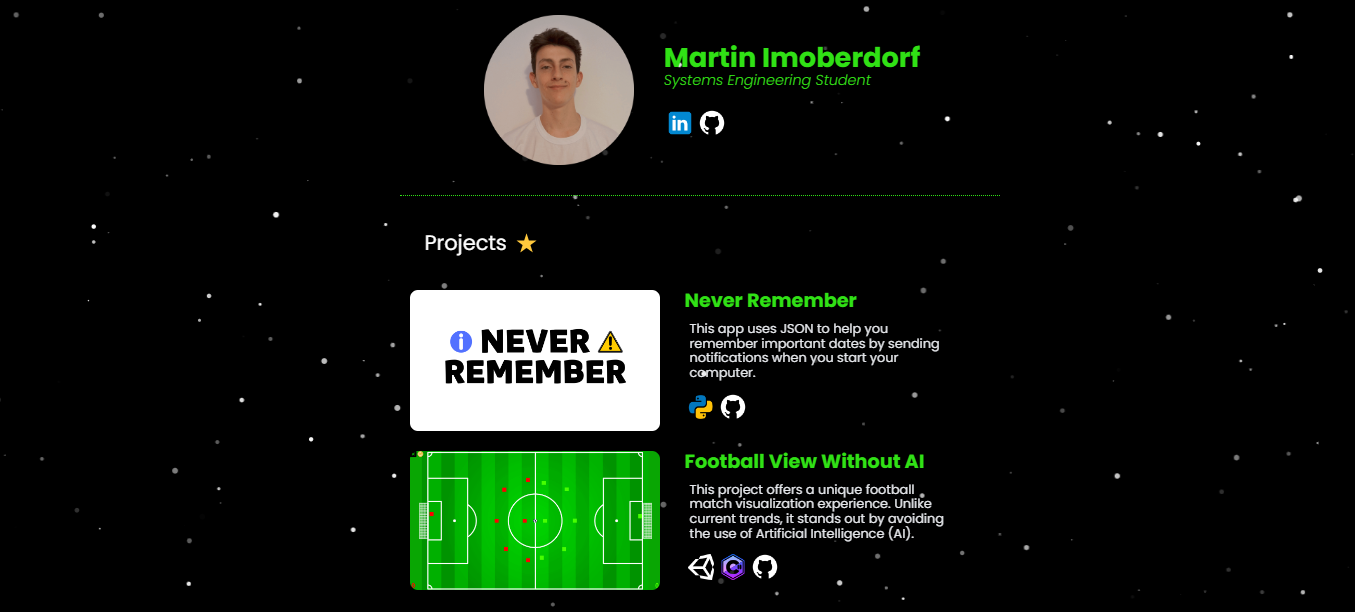 Martin Imoberdorf
Systems Engineering Student
in
Projects
NEVER
REMEMBER
Never Remember
This app uses JSON to help you
remember important dates by sending
notifications when you start your
computer.
Football View Without AI
This project offers a unique football
match visualization experience. Unlike
current trends, it stands out by avoiding
the use of Artificial Intelligence (AI).